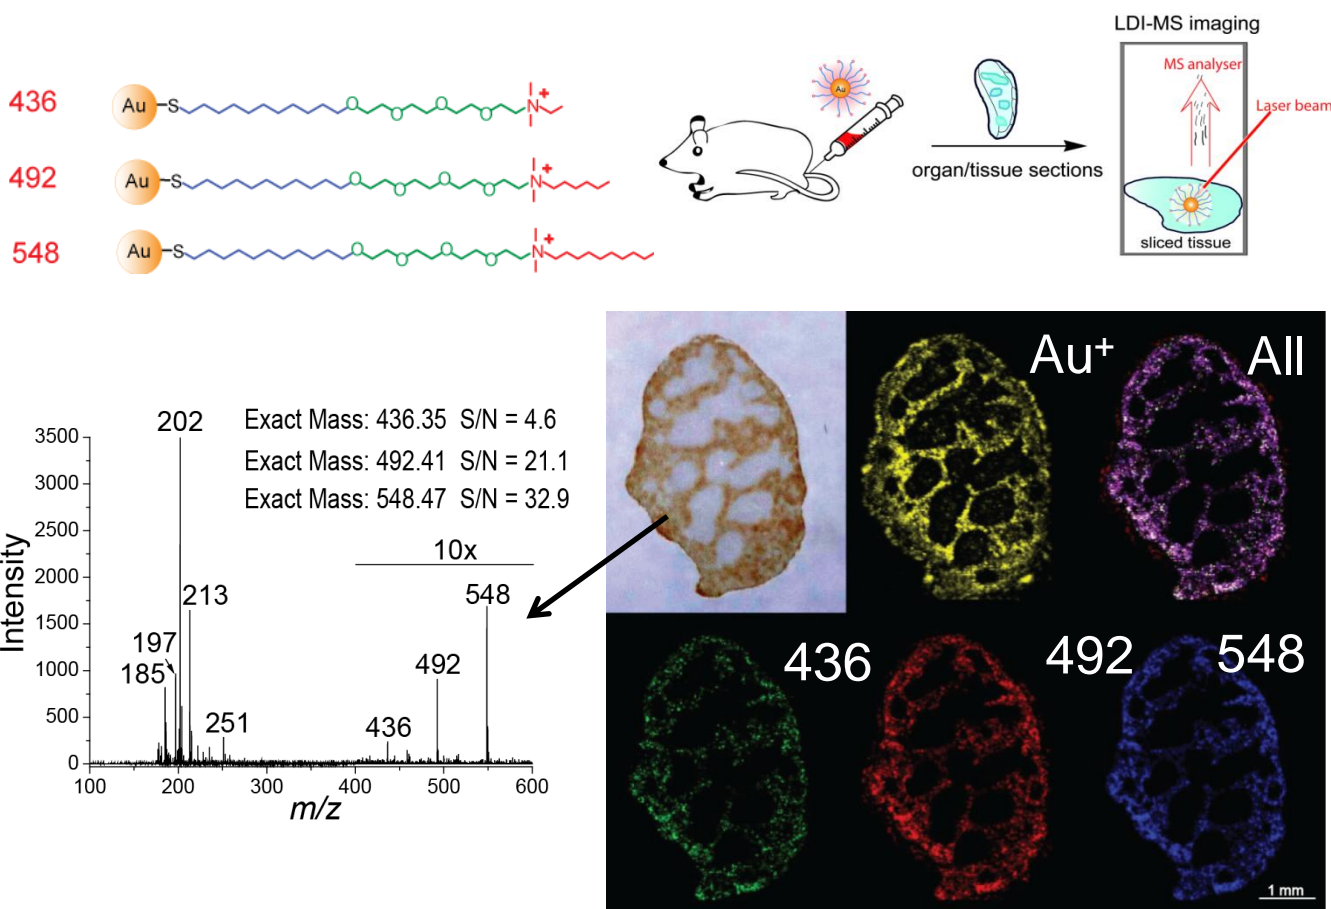 LDI-MS imaging
MS analyser
Laser beam
436
Au
S
O
O
O
O
N
+
Au
492
Au
S
O
O
O
O
N
+
organ/tissue sections
548
Au
S
O
O
O
O
N
+
sliced tissue
Au+
All
202
Exact Mass: 436.35 S/N = 4.6
Exact Mass: 492.41 S/N = 21.1
Exact Mass: 548.47 S/N = 32.9
10x
213
548
197
185
492
251
436
Intensity
3500
3000
2500
2000
1500
1000
500
0
100 200 300 400 500 600
m/z
436
492
548
1 mm